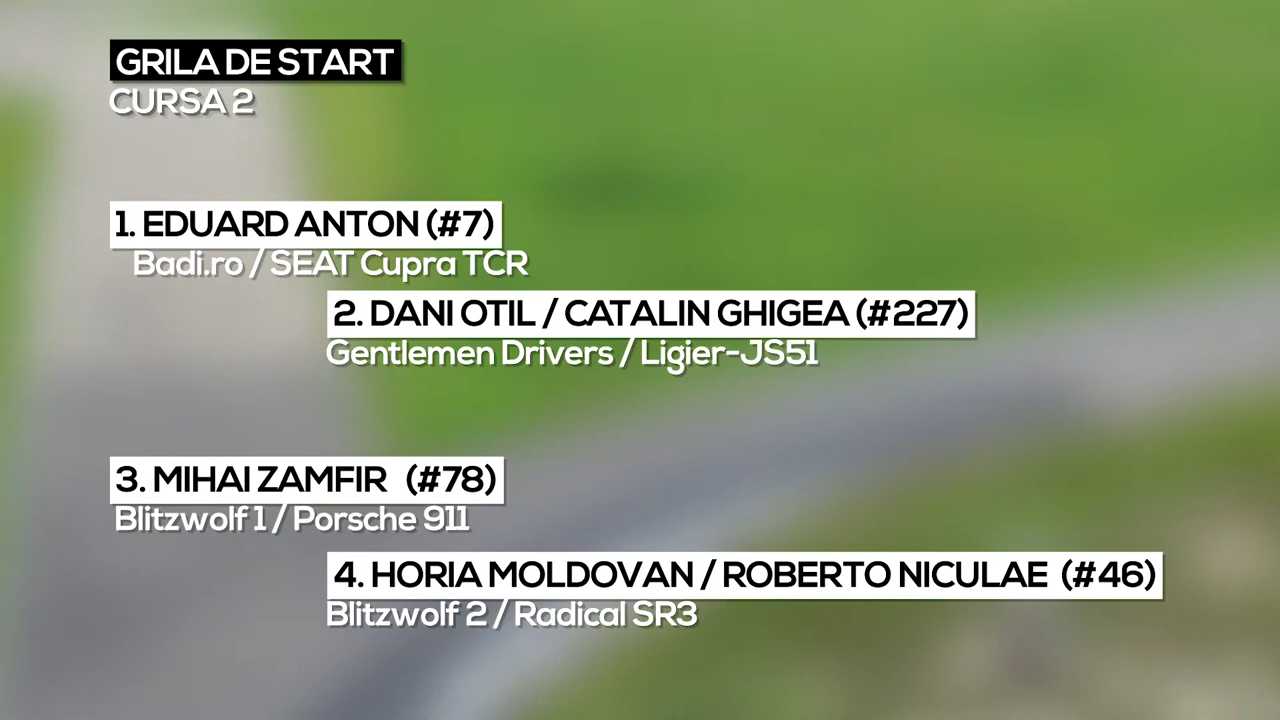 GRILA DE START
CURSA 2
1. EDUARD ANTON (#7)
Badi.ro / SEAT Cupra TCR
2. DANI OTIL / CATALIN GHIGEA (#227)
Gentlemen Drivers / Ligier-JS51
3. MIHAI ZAMFIR (#78)
Blitzwolf 1 / Porsche 911
4. HORIA MOLDOVAN / ROBERTO NICULAE (#46)
Blitzwolf 2 / Radical SR3